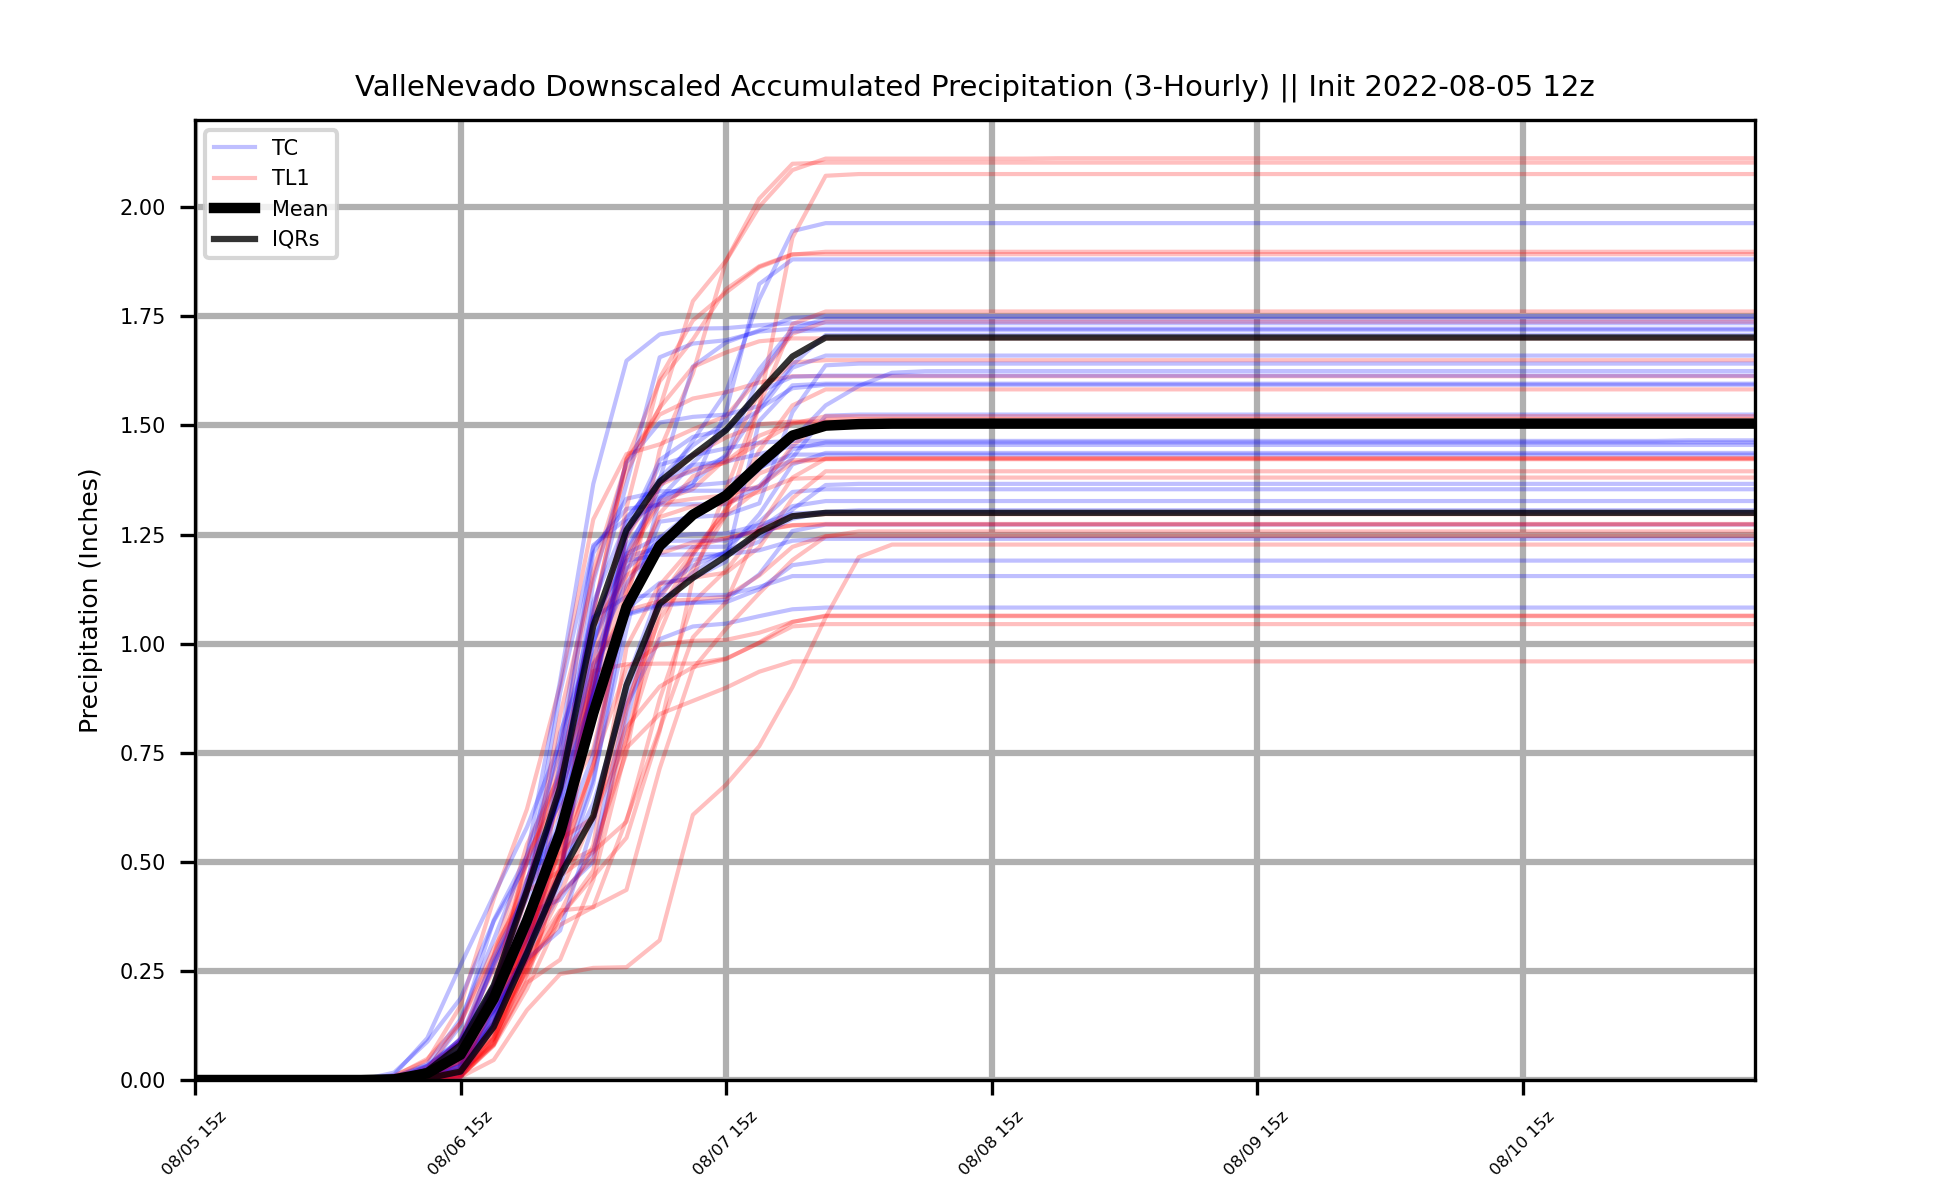 ValleNevado Downscaled Accumulated Precipitation (3-Hourly) || Init 2022-08-05 12z
TC
TL1
Mean
IQRs
Precipitation (Inches)
2.00
1.75
1.50
1.25
1.00
0.75
0.50
0.25
0.00
08/05 15z
08/06 15z
08/07 15z
08/08 15z
08/09 15z
08/10 15z